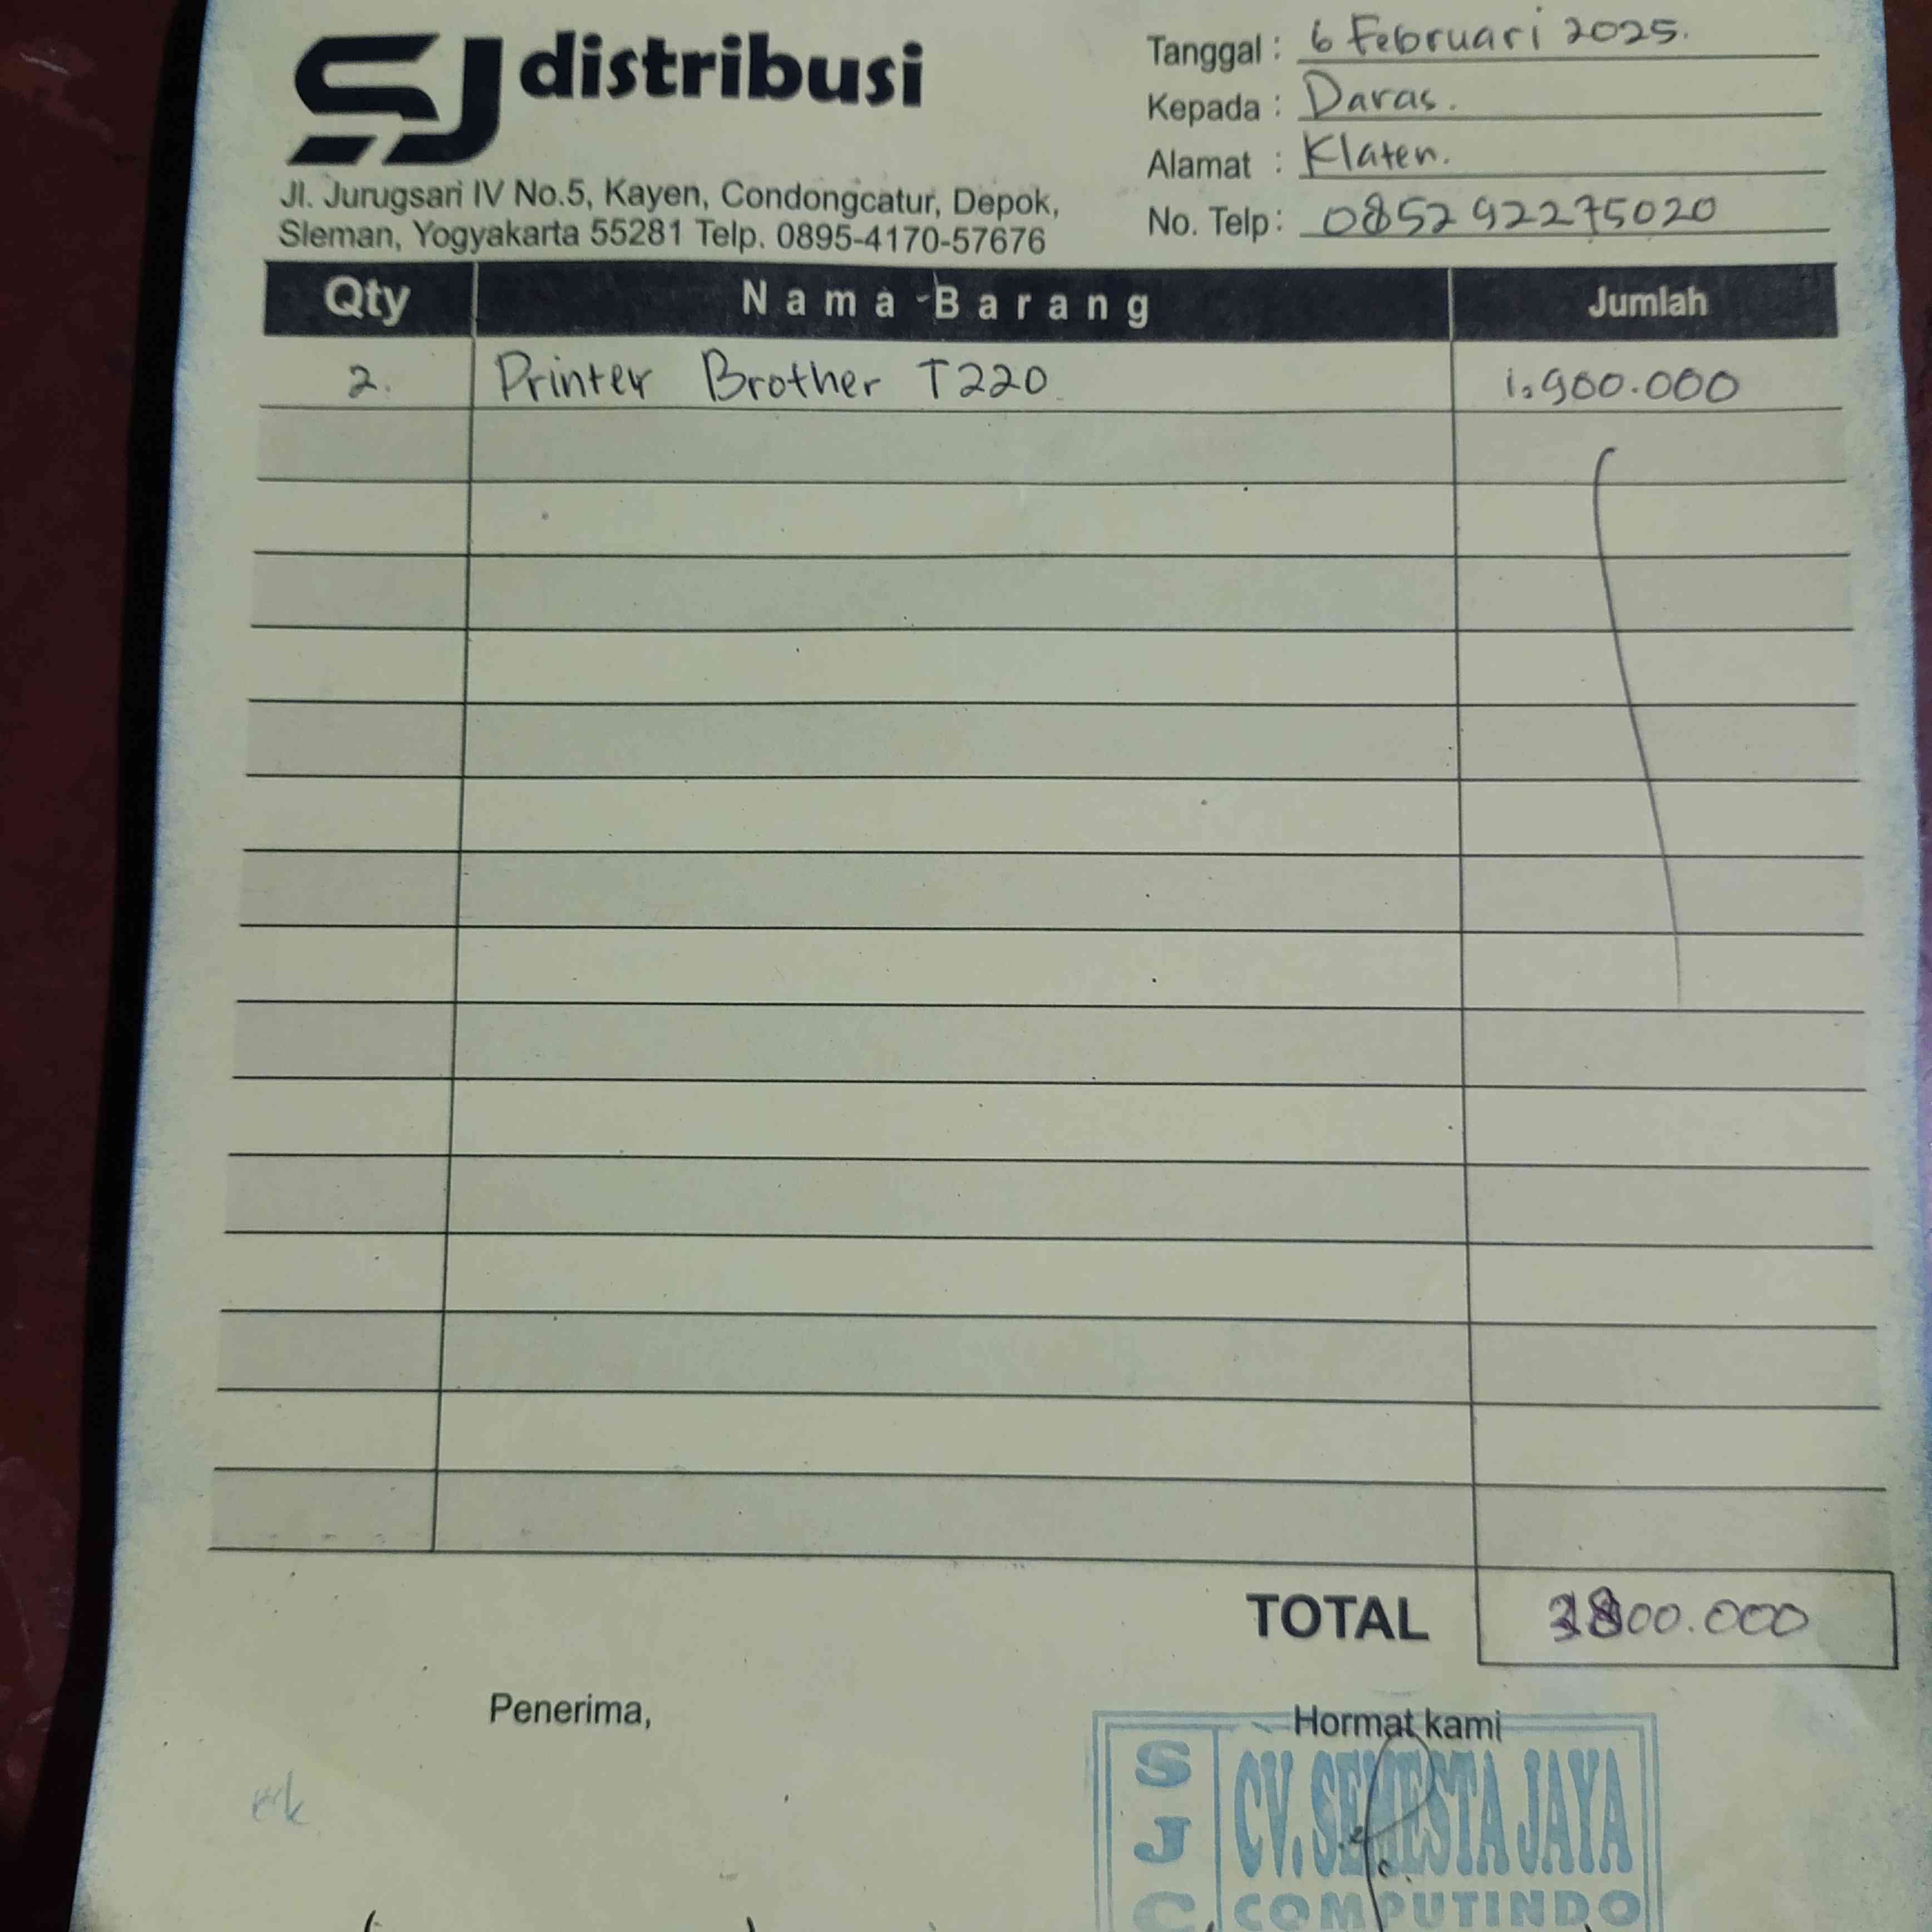 SJ distribusi
Jl. Jurugsari IV No.5, Kayen, Condongcatur, Depok,
Sleman, Yogyakarta 55281 Telp. 0895-4170-57676
Tanggal : 6 Februari 2025.
Kepada : Daras.
Alamat : Klaten.
No. Telp: 085292275020
Qty Nama Barang Jumlah
2. Printer Brother T220 1.900.000
TOTAL 3800.000
Penerima,
Hormat kami
SJC
CV. SEMESTA JAYA
COMPUTINDO